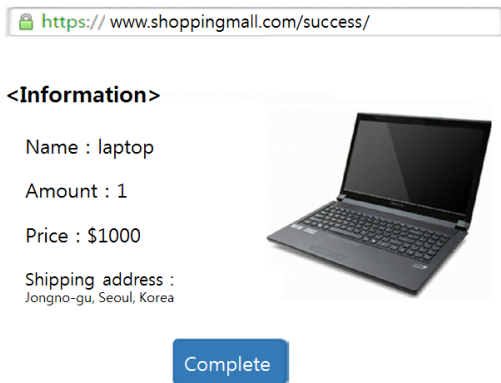 https:// www.shoppingmall.com/success/
<Information>
Name : laptop
Amount : 1
Price : $1000
Shipping address :
Jongno-gu, Seoul, Korea
Complete